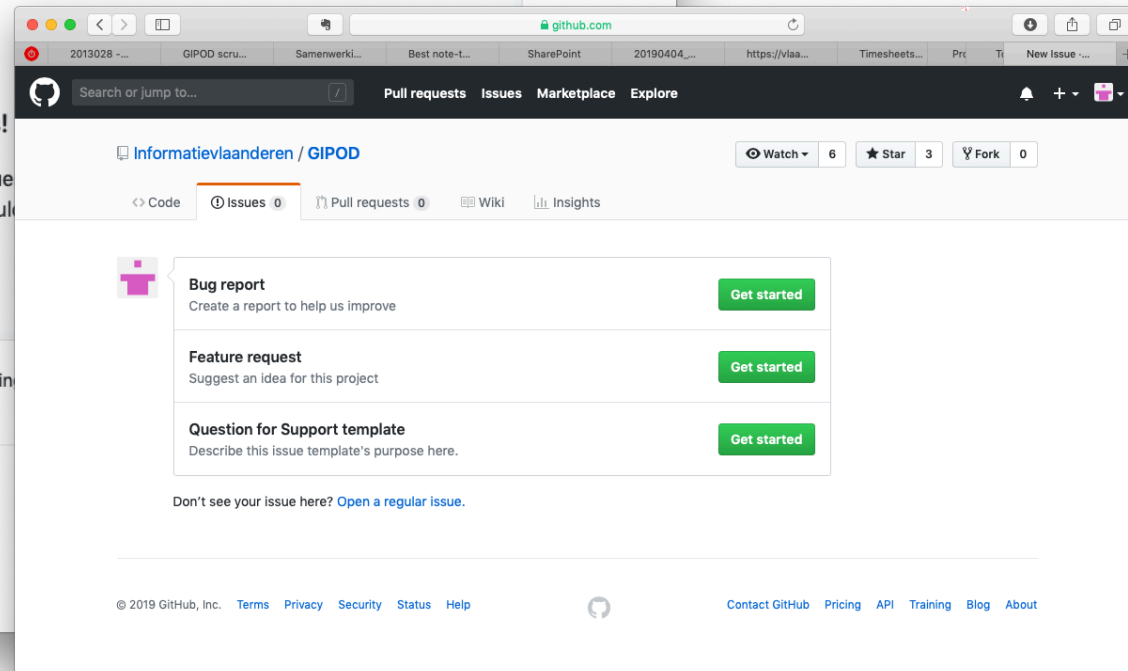 github.com
2013028 -... GIPOD scru... Samenwerki... Best note-t... SharePoint 20190404_... https://vlaa... Timesheets... Pr New Issue ·...
Search or jump to... / Pull requests Issues Marketplace Explore
Informatievlaanderen / GIPOD Watch 6 Star 3 Fork 0
Code Issues 0 Pull requests 0 Wiki Insights
Bug report
Create a report to help us improve
Get started
Feature request
Suggest an idea for this project
Get started
Question for Support template
Describe this issue template's purpose here.
Get started
Don’t see your issue here? Open a regular issue.
© 2019 GitHub, Inc. Terms Privacy Security Status Help Contact GitHub Pricing API Training Blog About